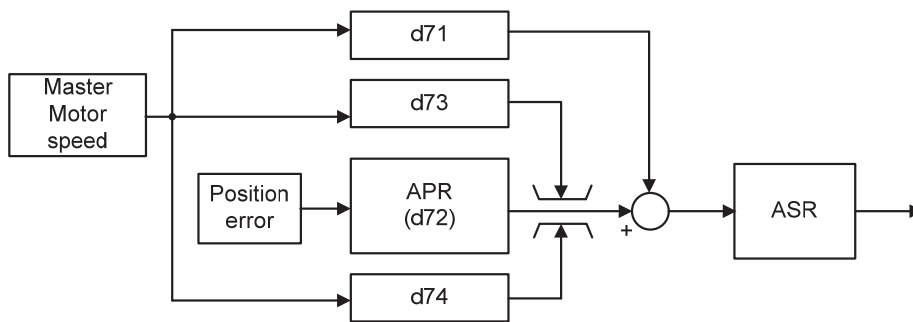 d71
Master
Motor
speed
d73
Position
error
APR
(d72)
+
ASR
d74